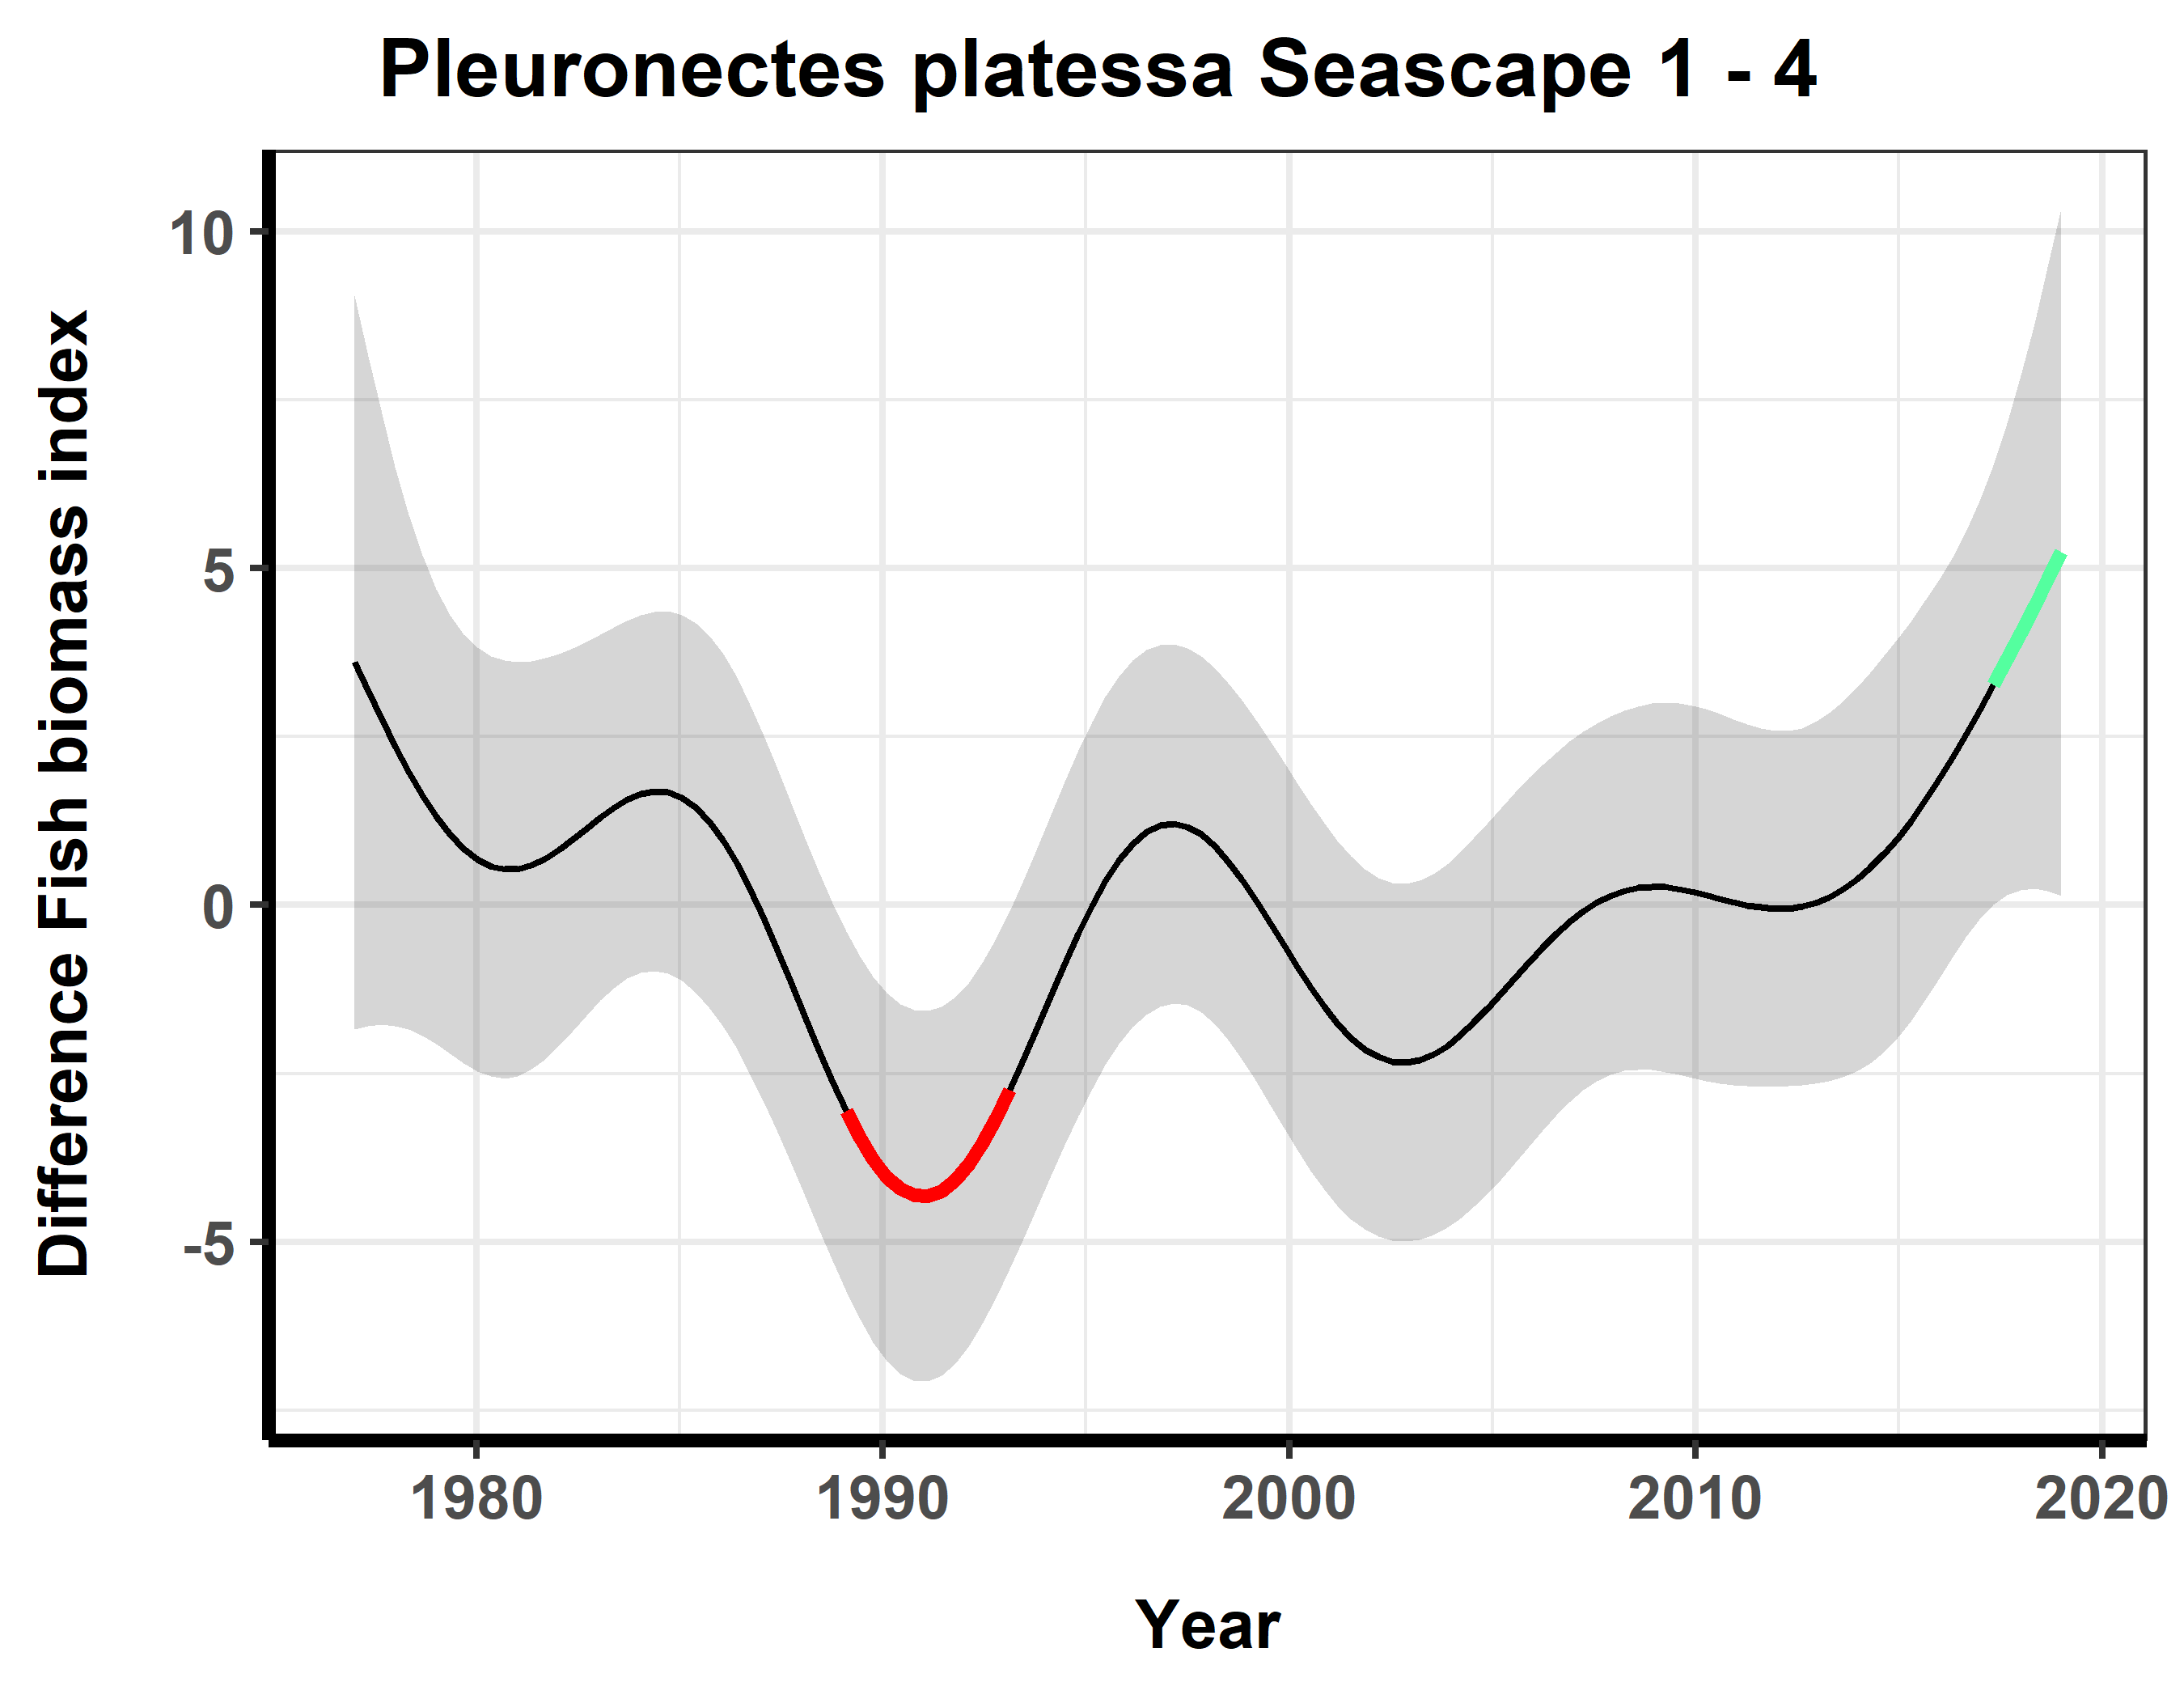 Pleuronectes platessa Seascape 1 - 4
Difference Fish biomass index
10
5
0
-5
1980 1990 2000 2010 2020
Year